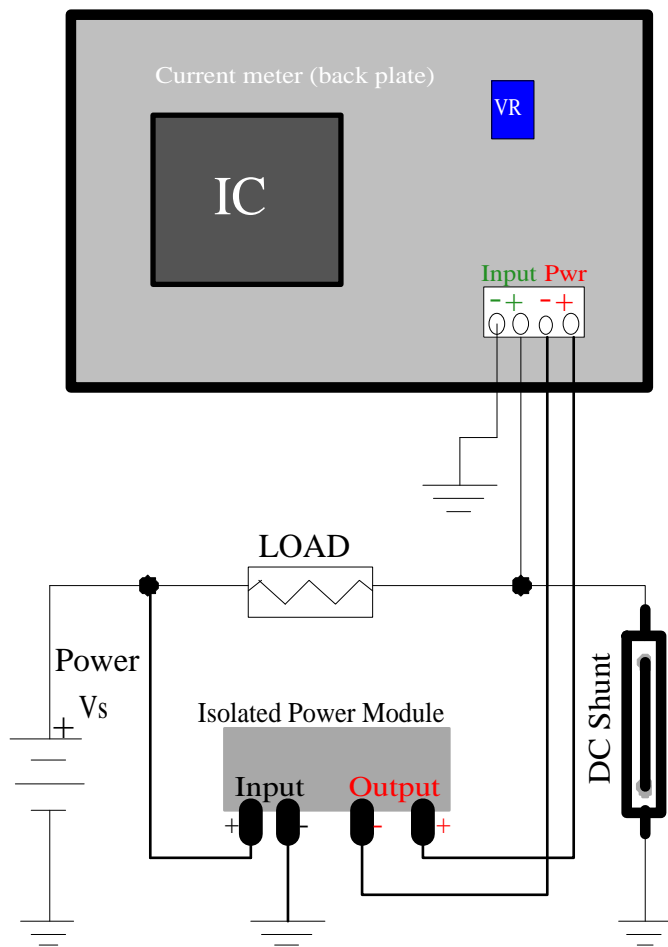 Current meter (back plate)
VR
IC
Input Pwr
- + - +
LOAD
Power
Vs
+
Isolated Power Module
Input Output
+ - - +
DC Shunt